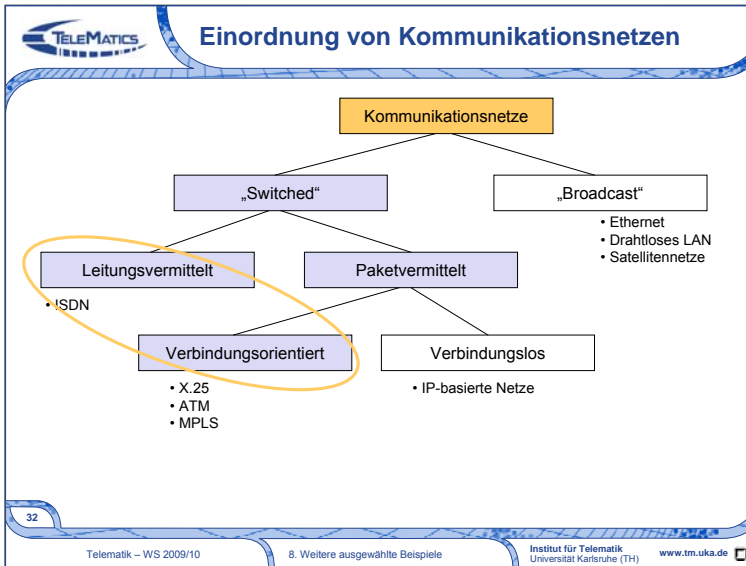 TELEMATICS
Einordnung von Kommunikationsnetzen
Kommunikationsnetze
„Switched“
„Broadcast“
• Ethernet
• Drahtloses LAN
• Satellitennetze
Leitungsvermittelt
Paketvermittelt
• ISDN
Verbindungsorientiert
Verbindungslos
• X.25
• ATM
• MPLS
• IP-basierte Netze
32
Telematik – WS 2009/10
8. Weitere ausgewählte Beispiele
Institut für Telematik
Universität Karlsruhe (TH)
www.tm.uka.de